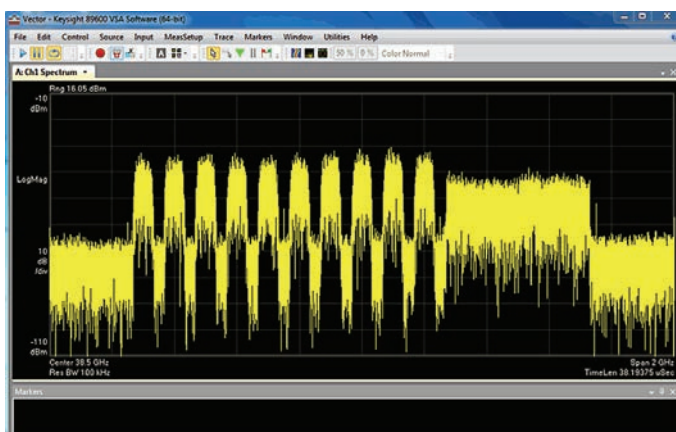 Vector - Keysight 89600 VSA Software (64-bit)
File Edit Control Source Input MeasSetup Trace Markers Window Utilities Help
50 % 0 % Color Normal
A: Ch1 Spectrum
Rng 16.05 dBm
-10
dBm
LogMag
10
dB
/div
-110
dBm
Center 38.5 GHz Span 2 GHz
Res BW 100 kHz TimeLen 38.19375 uSec
Markers